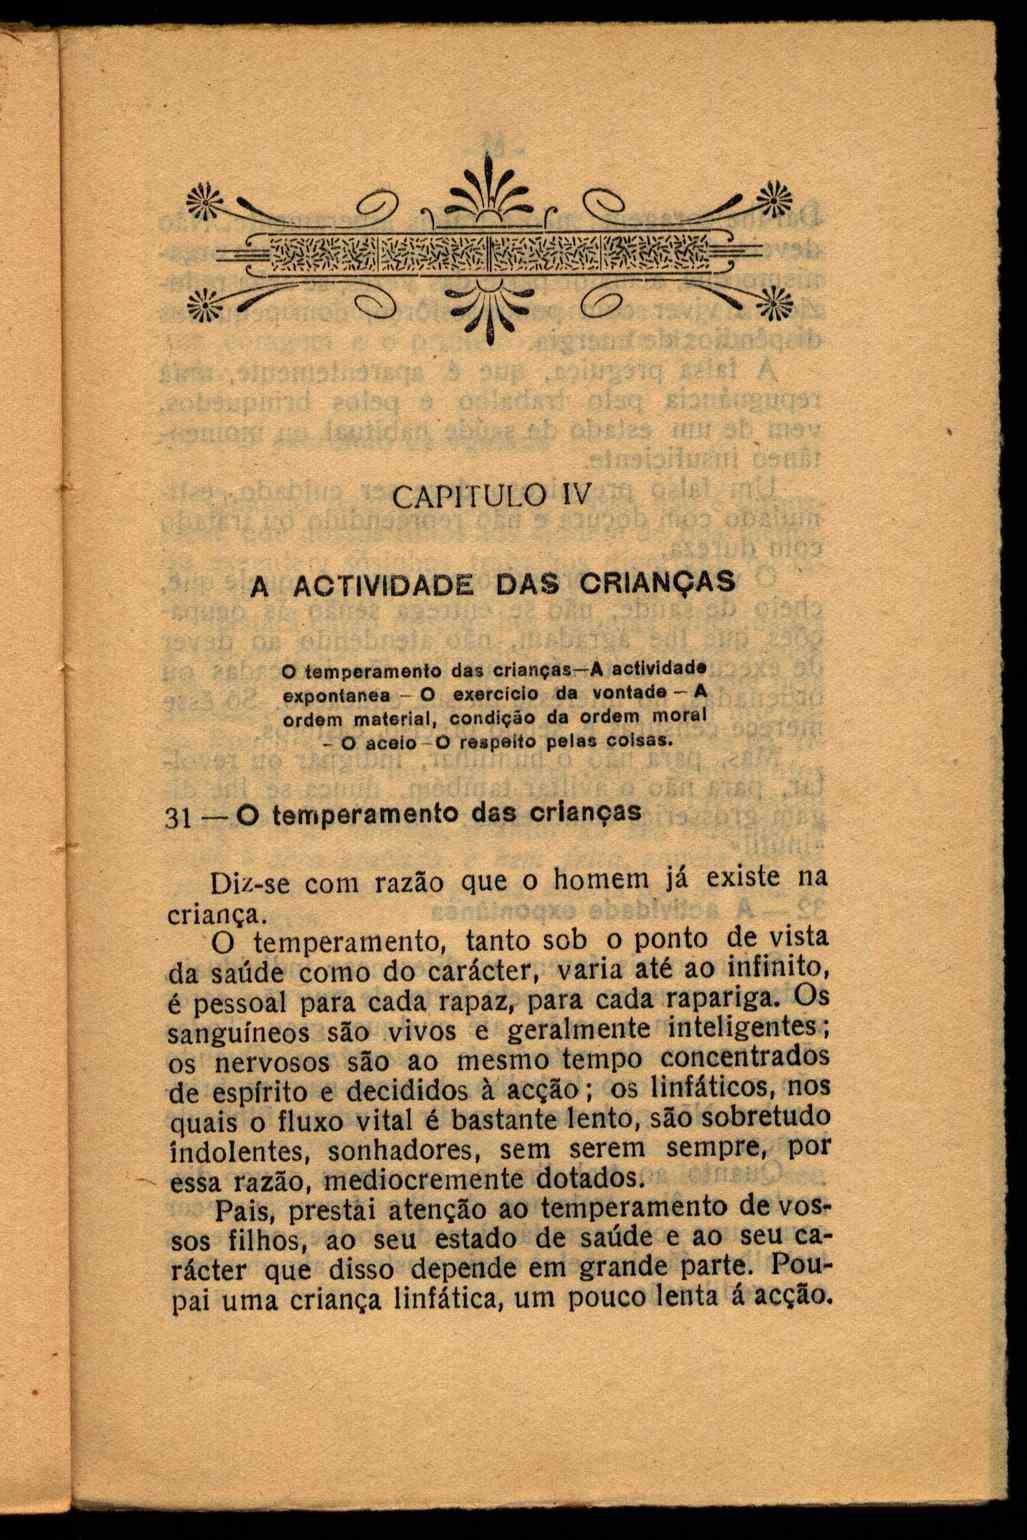 CAPITULO IV
A ACTIVIDADE DAS CRIANÇAS
O temperamento das crianças—A actividade
expontanea – O exercicio da vontade — A
ordem material, condição da ordem moral
- O aceio – O respeito pelas coisas.
31 — O temperamento das crianças
Diz-se com razão que o homem já existe na
criança.
O temperamento, tanto sob o ponto de vista
da saúde como do carácter, varia até ao infinito,
é pessoal para cada rapaz, para cada rapariga. Os
sanguíneos são vivos e geralmente inteligentes;
os nervosos são ao mesmo tempo concentrados
de espírito e decididos à acção; os linfáticos, nos
quais o fluxo vital é bastante lento, são sobretudo
indolentes, sonhadores, sem serem sempre, por
essa razão, mediocremente dotados.
Pais, prestai atenção ao temperamento de vos-
sos filhos, ao seu estado de saúde e ao seu ca-
rácter que disso depende em grande parte. Pou-
pai uma criança linfática, um pouco lenta á acção.